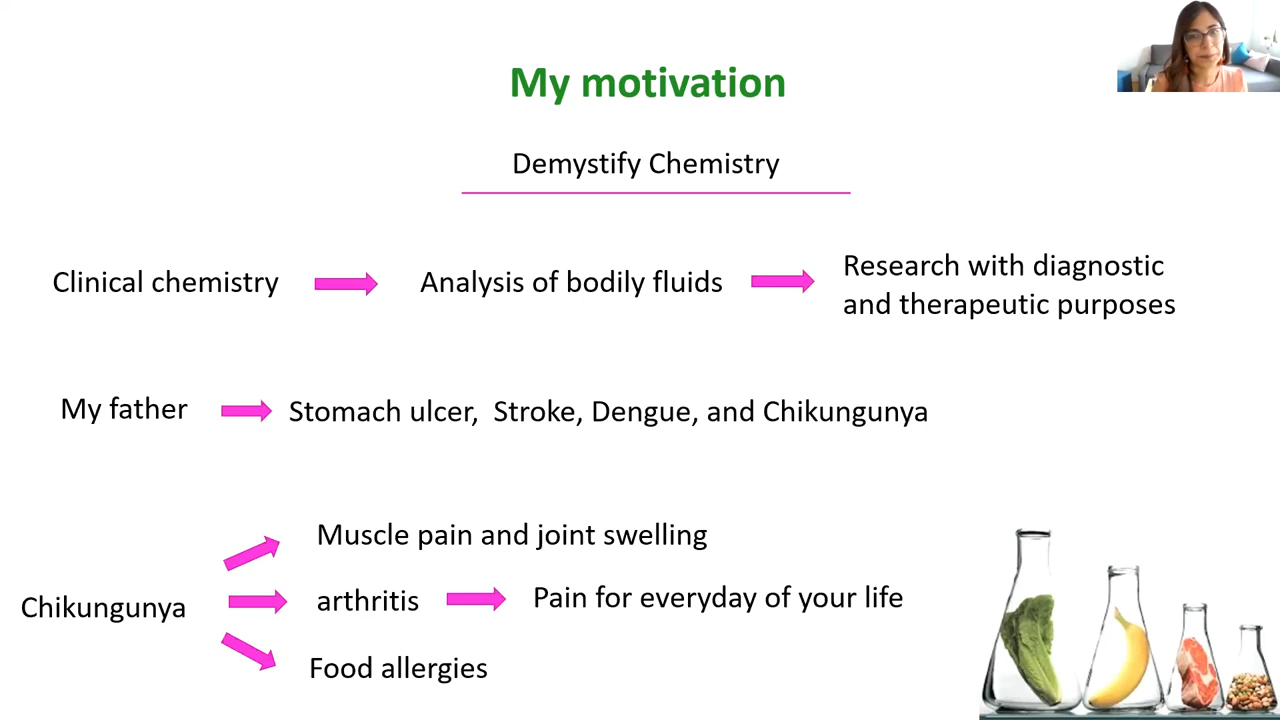 My motivation
Demystify Chemistry
Clinical chemistry
Analysis of bodily fluids
Research with diagnostic
and therapeutic purposes
My father
Stomach ulcer, Stroke, Dengue, and Chikungunya
Chikungunya
Muscle pain and joint swelling
arthritis
Pain for everyday of your life
Food allergies